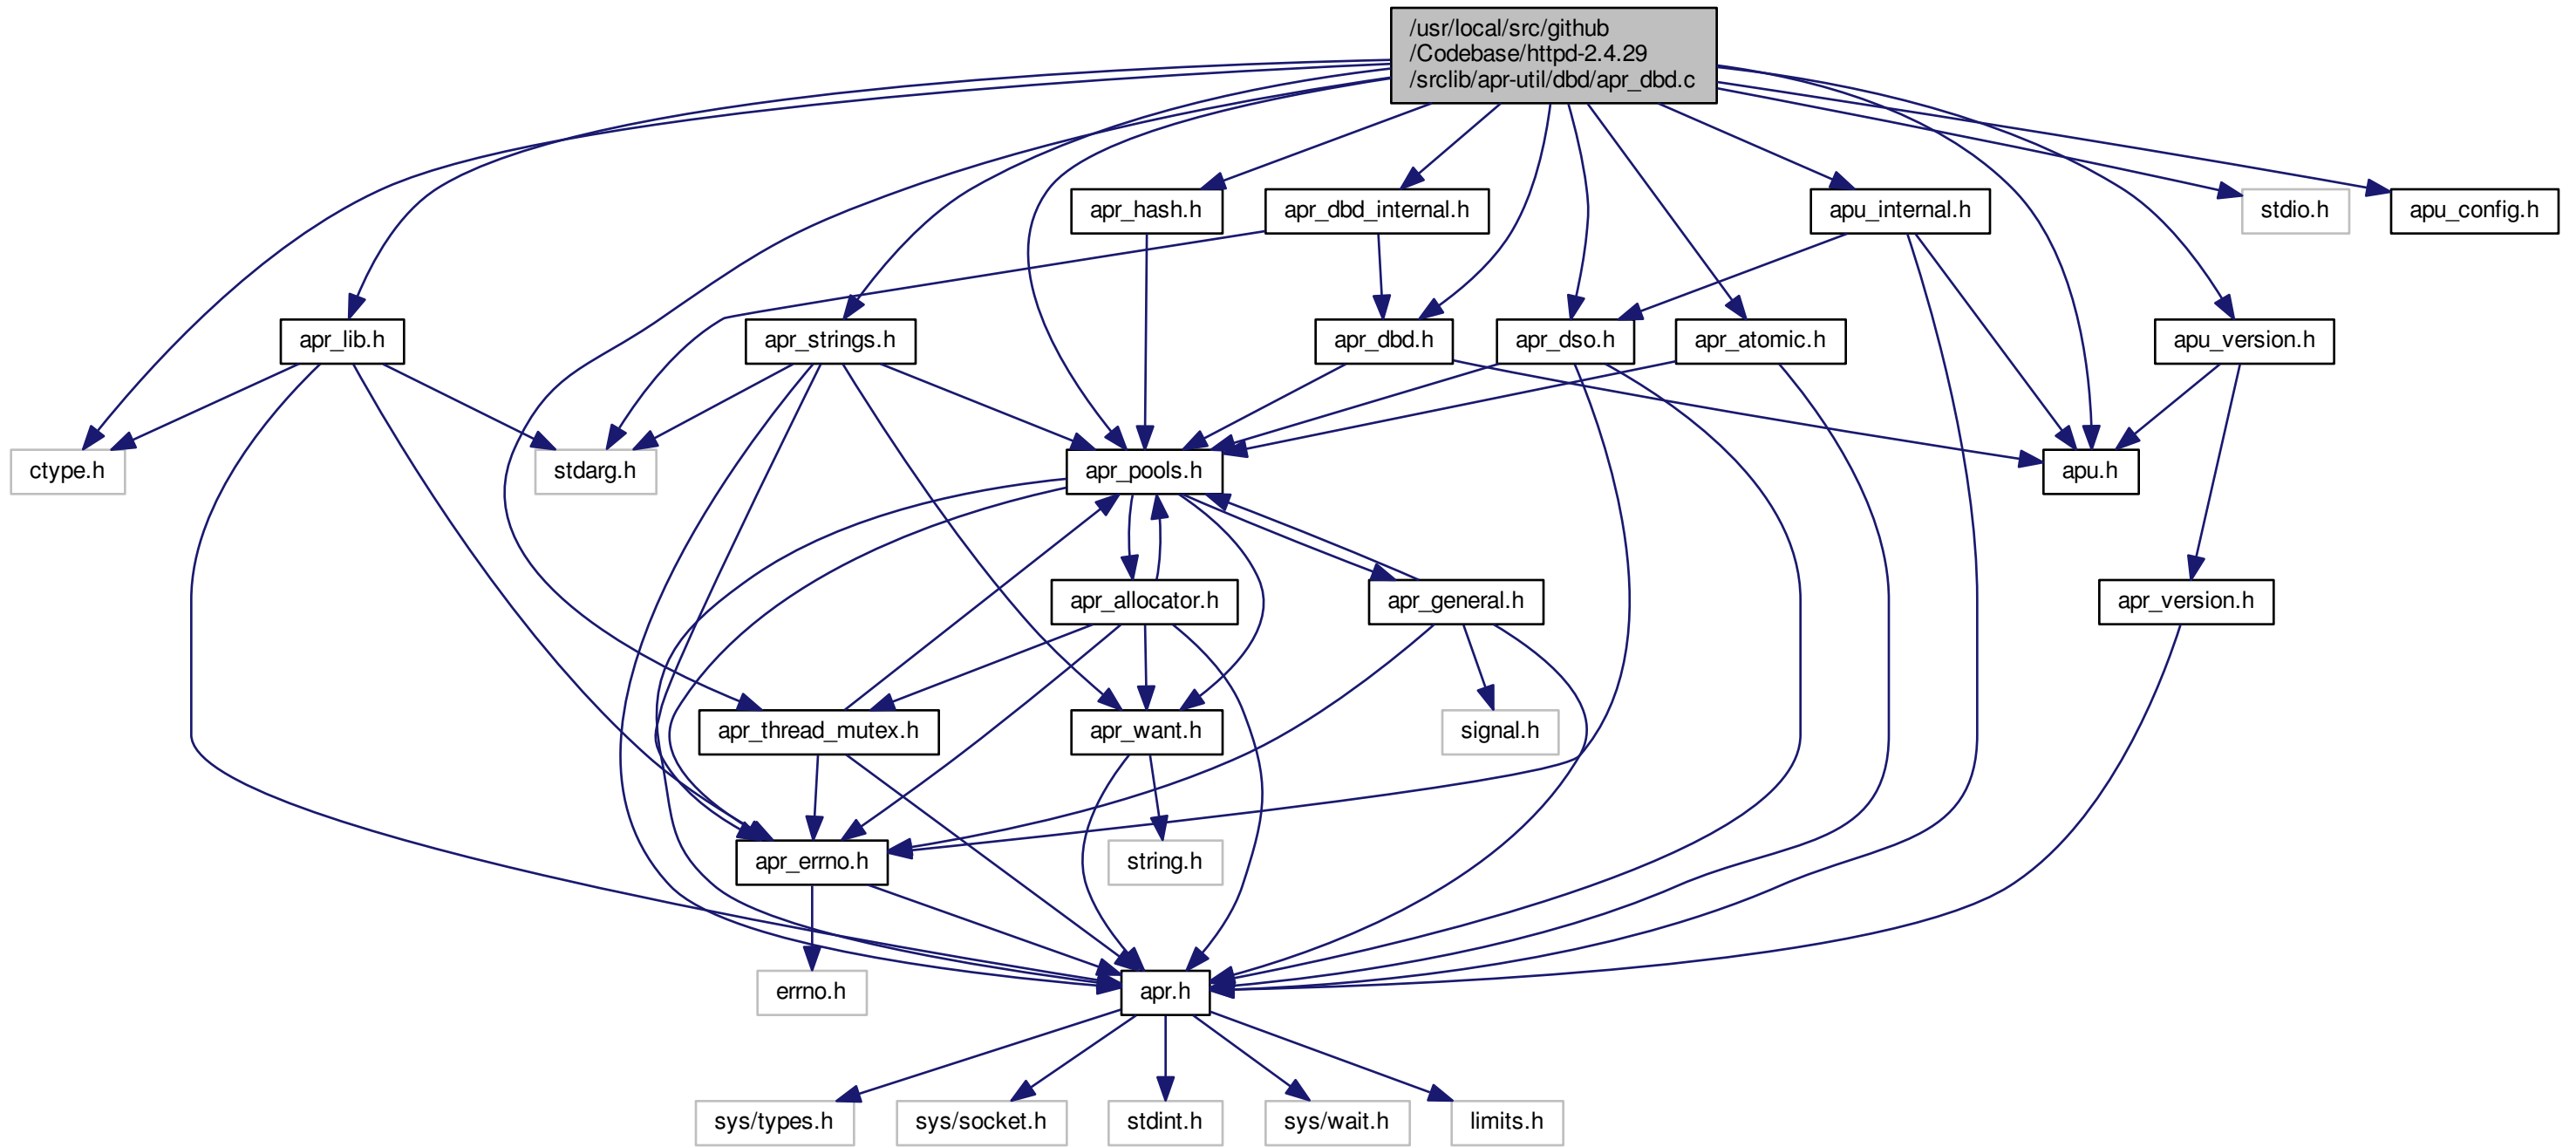 /usr/local/src/github
/Codebase/httpd-2.4.29
/srclib/apr-util/dbd/apr_dbd.c
apr_hash.h
apr_dbd_internal.h
apu_internal.h
stdio.h
apu_config.h
apr_lib.h
apr_strings.h
apr_dbd.h
apr_dso.h
apr_atomic.h
apu_version.h
ctype.h
stdarg.h
apr_pools.h
apu.h
apr_allocator.h
apr_general.h
apr_version.h
apr_thread_mutex.h
apr_want.h
signal.h
apr_errno.h
string.h
errno.h
apr.h
sys/types.h
sys/socket.h
stdint.h
sys/wait.h
limits.h